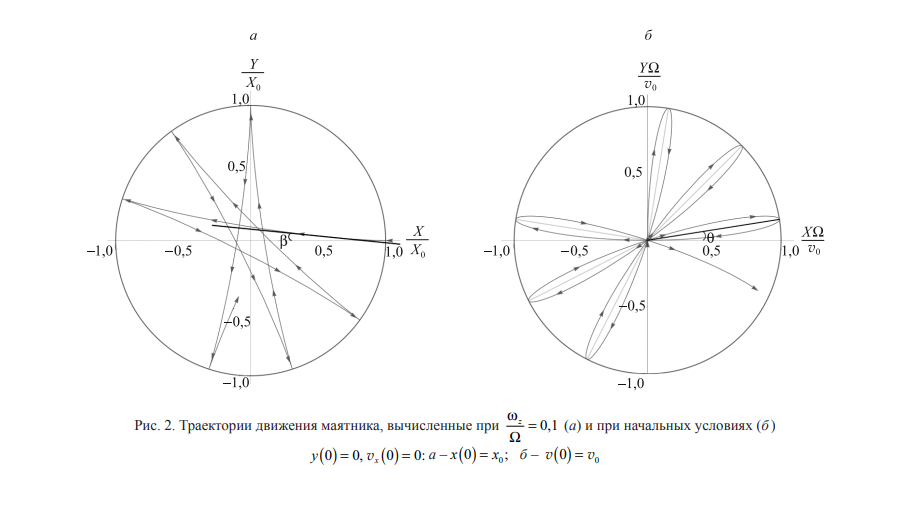 а
Y
X₀
1,0
0,5
β
−1,0
−0,5
0,5
1,0
X
X₀
−0,5
−1,0
б
YΩ
v₀
1,0
0,5
θ
−1,0
−0,5
0,5
1,0
XΩ
v₀
−0,5
−1,0
Рис. 2. Траектории движения маятника, вычисленные при ω_z/Ω = 0,1 (а) и при начальных условиях (б)
y(0) = 0, vₓ(0) = 0: а – x(0) = x₀; б – v(0) = v₀